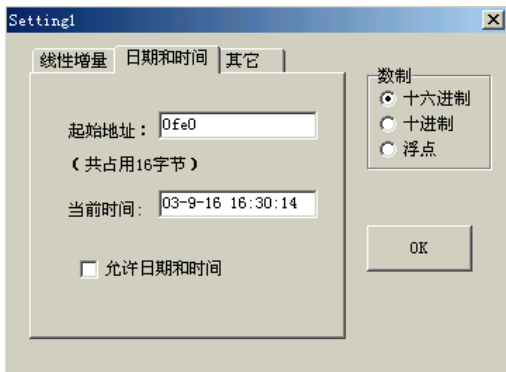 Setting1
线性增量 日期和时间 其它
起始地址： 0fe0
（共占用16字节）
当前时间: 03-9-16 16:30:14
允许日期和时间
数制
十六进制
十进制
浮点
OK